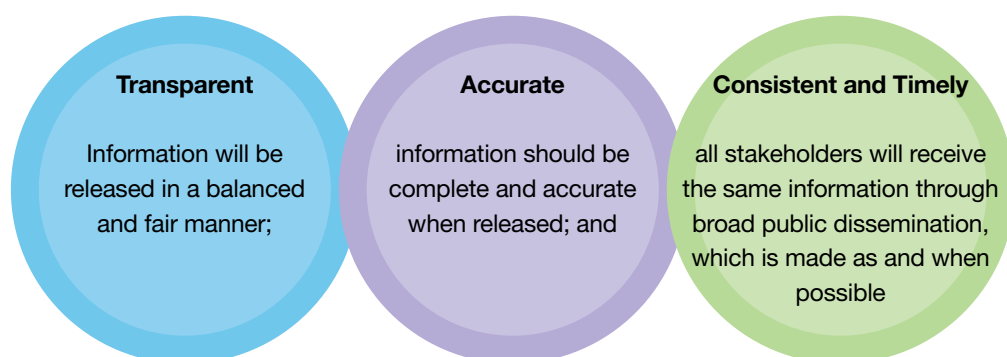 Transparent
Information will be
released in a balanced
and fair manner;
Accurate
information should be
complete and accurate
when released; and
Consistent and Timely
all stakeholders will receive
the same information through
broad public dissemination,
which is made as and when
possible